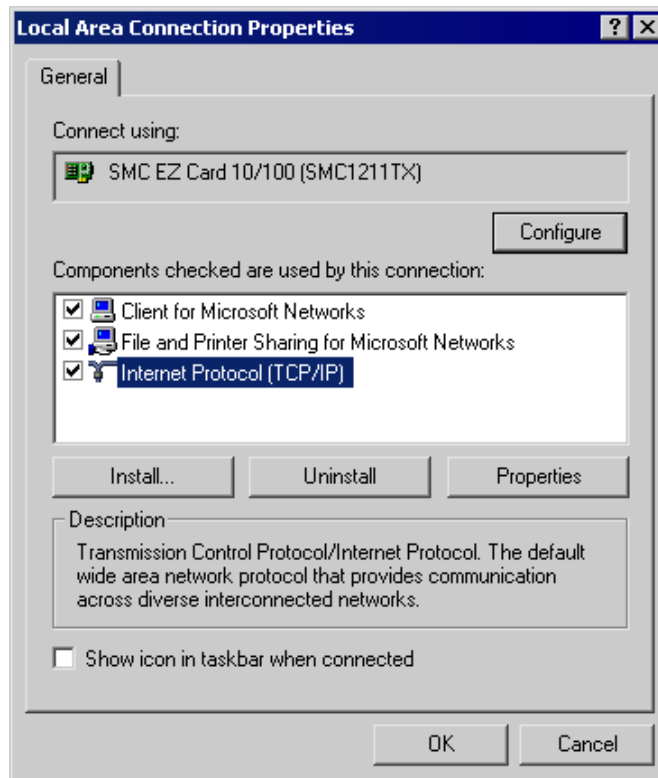 Local Area Connection Properties
General
Connect using:
SMC EZ Card 10/100 (SMC1211TX)
Configure
Components checked are used by this connection:
Client for Microsoft Networks
File and Printer Sharing for Microsoft Networks
Internet Protocol (TCP/IP)
Install... Uninstall Properties
Description
Transmission Control Protocol/Internet Protocol. The default
wide area network protocol that provides communication
across diverse interconnected networks.
Show icon in taskbar when connected
OK Cancel